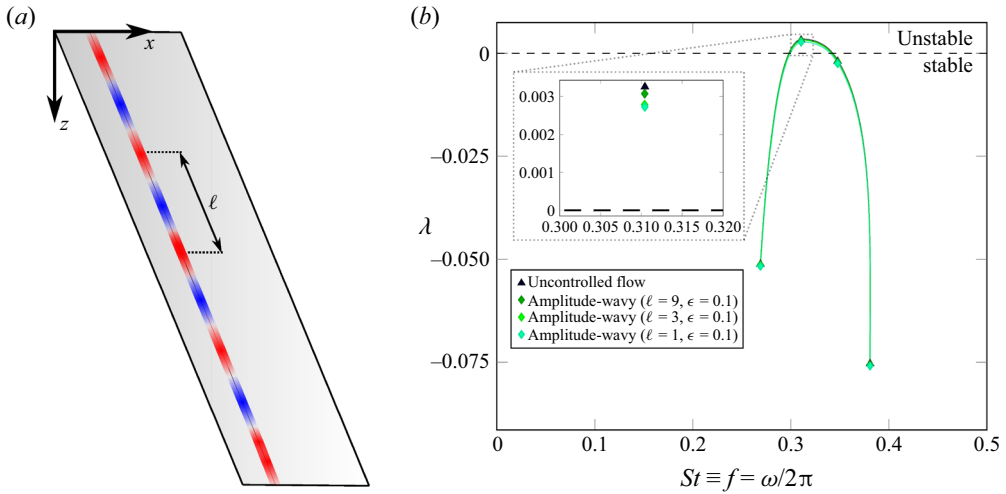 (a)
x
z
ℓ
(b)
Unstable
stable
0
−0.025
−0.050
−0.075
λ
0.003
0.002
0.001
0
0.300 0.305 0.310 0.315 0.320
Uncontrolled flow
Amplitude-wavy (ℓ = 9, ϵ = 0.1)
Amplitude-wavy (ℓ = 3, ϵ = 0.1)
Amplitude-wavy (ℓ = 1, ϵ = 0.1)
0 0.1 0.2 0.3 0.4 0.5
St ≡ f = ω/2π